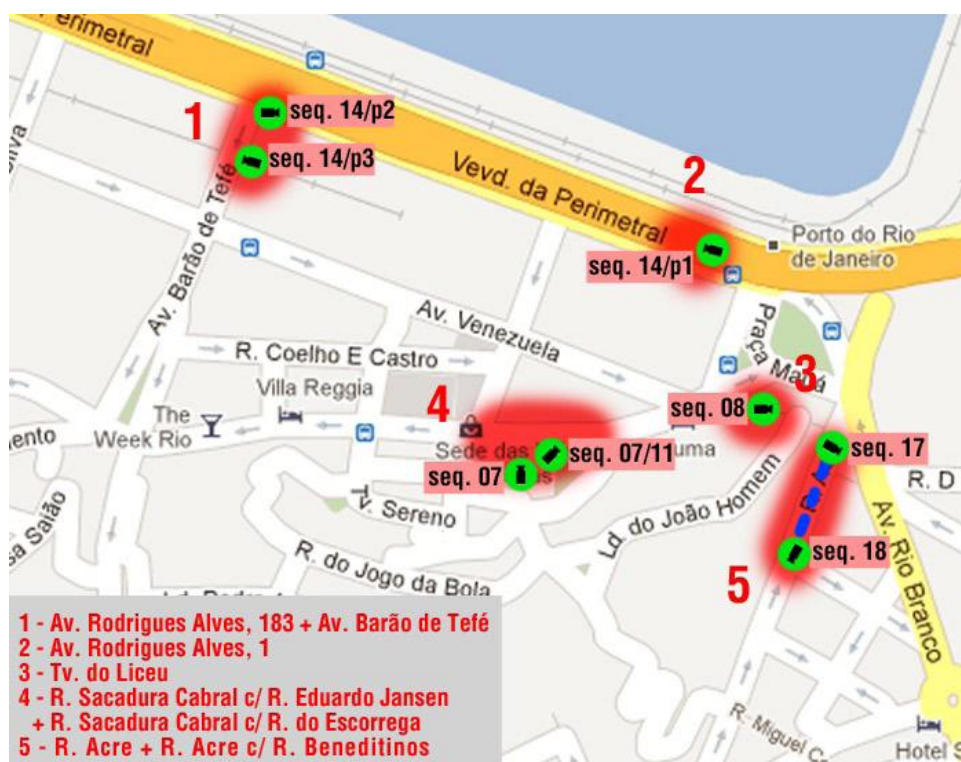 Perimetral
1
seq. 14/p2
seq. 14/p3
Vevd. da Perimetral
2
seq. 14/p1
Porto do Rio
de Janeiro
Av. Barão de Tefé
Av. Venezuela
Praça Mauá
R. Coelho E Castro
Villa Reggia
3
4
seq. 08
The
Week Rio
Sede das
seq. 07/11
seq. 07
seq. 17
R. D
Tv. Sereno
Ld. do João Homem
R. do Jogo da Bola
seq. 18
5
Av. Rio Branco
R. Miguel C.
Hotel S
1 - Av. Rodrigues Alves, 183 + Av. Barão de Tefé
2 - Av. Rodrigues Alves, 1
3 - Tv. do Liceu
4 - R. Sacadura Cabral c/ R. Eduardo Jansen
+ R. Sacadura Cabral c/ R. do Escorrega
5 - R. Acre + R. Acre c/ R. Beneditinos